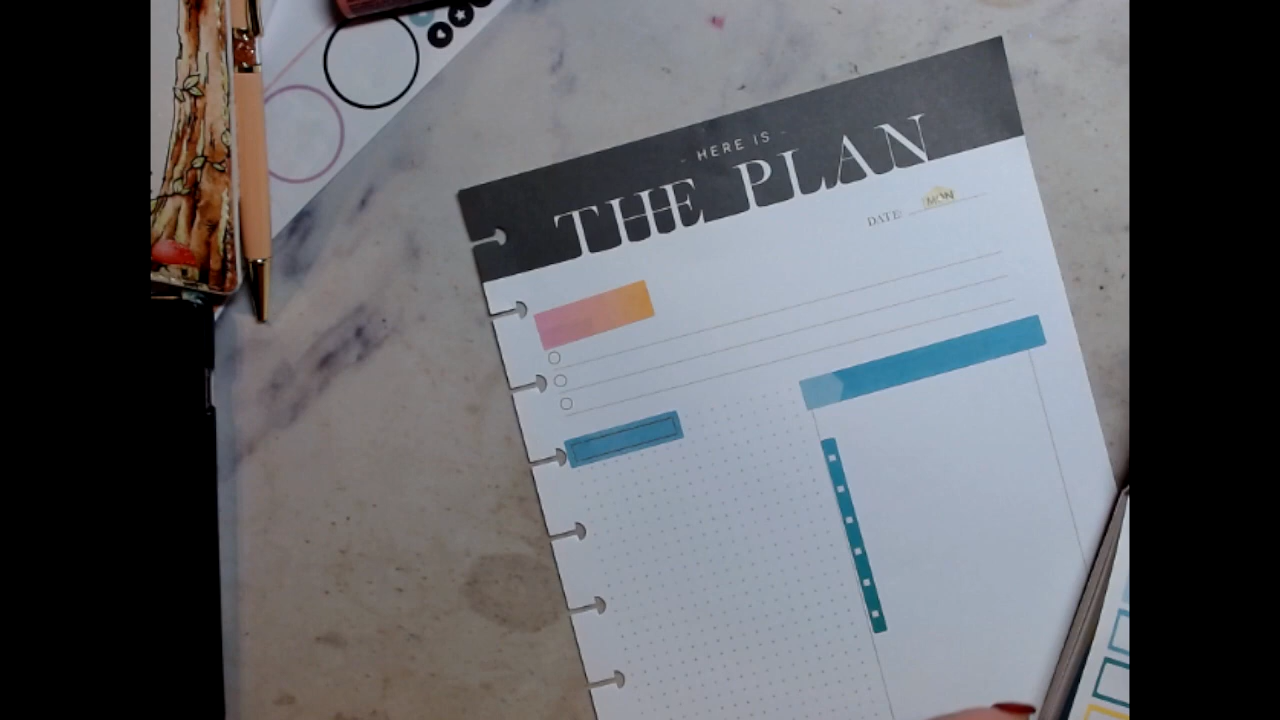 - HERE IS -
THE PLAN
DATE: MON